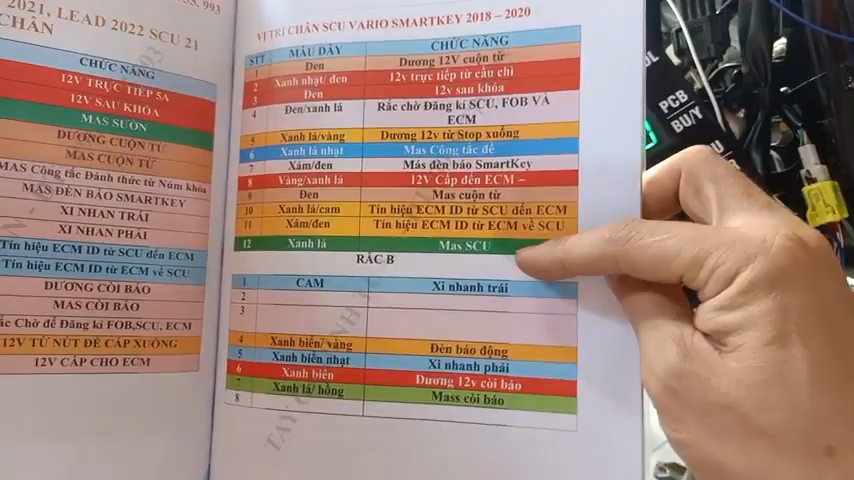 2021, LEAD 2022 SCU 21
993
CHÂN
CHỨC NĂNG
12V TRỰC TIẾP 5A
12V SAU KHÓA
MAS SƯỜN
DƯƠNG CUỘN TỪ
MAS CUỘN TỪ
MAS Công tắc Đánh thức từ Núm khóa
MAS ĐÈN BÁO SMARTKEY
XI NHAN TRÁI
XI NHAN PHẢI
Tín hiệu ECM ID từ SCU đến ECM
Tín hiệu ECM ID từ ECM về SCU
DƯƠNG CÒI BÁO
MAS CÒI BÁO
Rắc Chờ để Đăng kí FOB,SCU, ECM
12V TỪ NÚT ĐỀ CẤP XUỐNG
12V CẤP CHO ECM
VỊ TRÍ CHÂN SCU VARIO SMARTKEY 2018 – 2020
STT MÀU DÂY CHỨC NĂNG
1 Đen Dương 12V cuộn từ
2 Xanh nhạt/ đen 12v trực tiếp từ cầu chì
3 Đen 12v sau khóa
4 Đen/xanh lá Rắc chờ Đăng kí SCU, FOB VÀ
ECM
5 Xanh lá/vàng Dương 12v từ Stop xuống
6 Xanh lá nhạt Mas Công tắc đề
7 Xám/đen Mas đèn báo SmartKey
8 Vàng/xanh lá 12V Cấp đến ECM –
9 Đen Mas cuộn từ
10 Xanh lá/cam Tín hiệu ECM ID từ SCU đến ECM
11 Xám/đen Tín hiệu ECM ID từ ECM về SCU
12 Xanh lá Mas SCU
RẮC B
1 CAM Xi nhanh trái
2
3
4 Xanh biển/ vàng Đèn báo động
5 Xanh biển nhạt Xi nhanh phải
6 Xanh biển Dương 12v còi báo
7 Xanh lá/ hồng Mass còi báo
8
PCB
BUY/